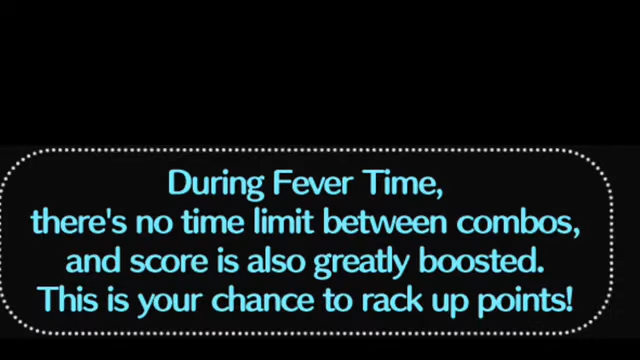 During Fever Time,
there's no time limit between combos,
and score is also greatly boosted.
This is your chance to rack up points!